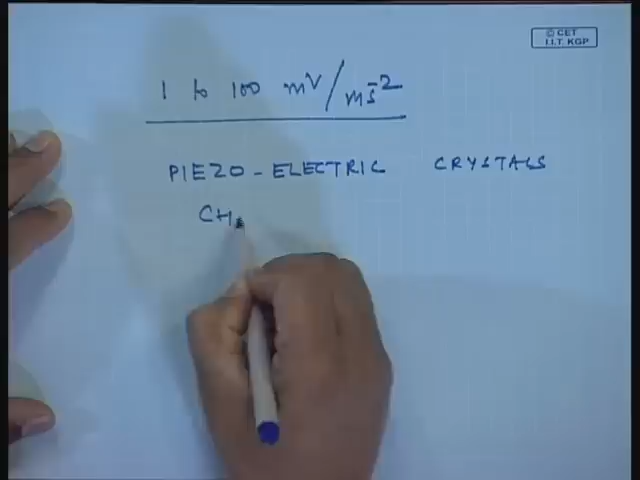 © CET
I.I.T. KGP
1 to 100 mV/ms⁻²
PIEZO-ELECTRIC CRYSTALS
CH